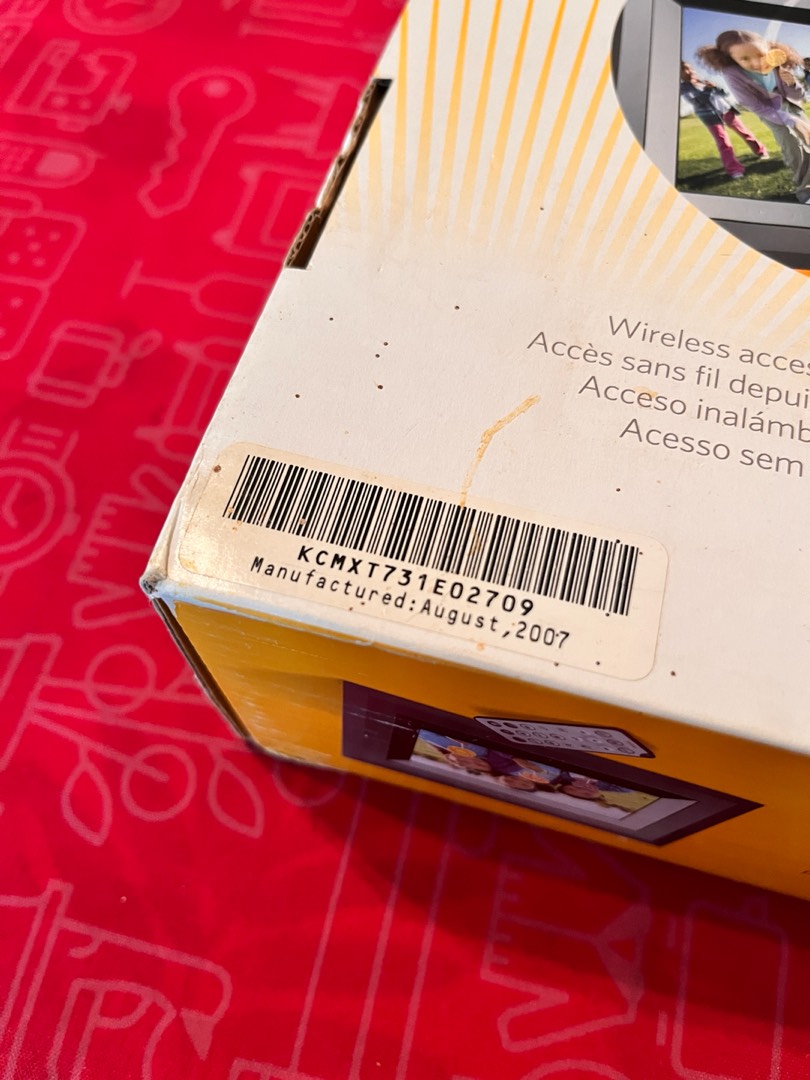 Wireless acces
Accès sans fil depui
Acceso inalámb
Acesso sem
KCMXT731E02709
Manufactured:August,2007